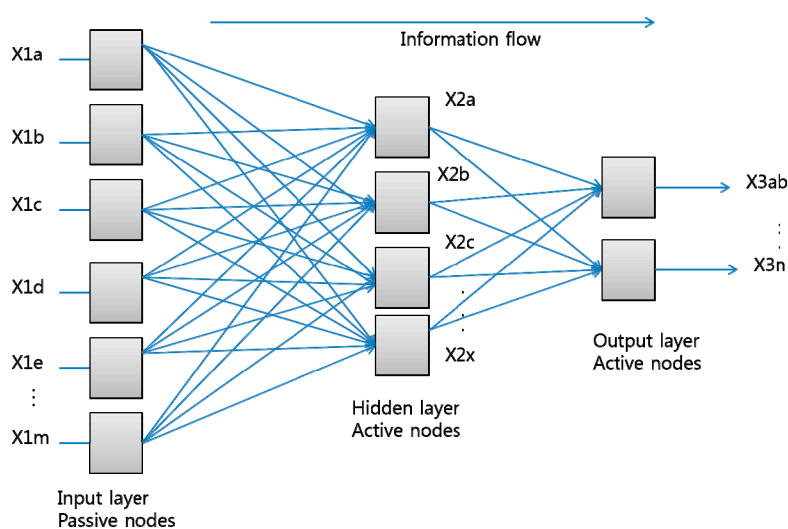 Information flow
X1a
X1b
X1c
X1d
X1e
⋮
X1m
Input layer
Passive nodes
X2a
X2b
X2c
⋮
X2x
Hidden layer
Active nodes
X3ab
⋮
X3n
Output layer
Active nodes